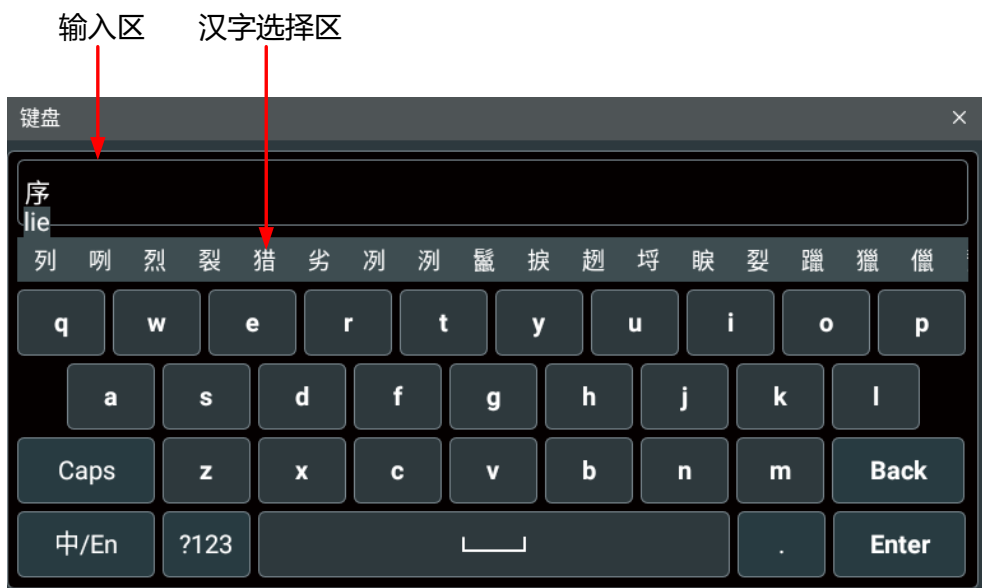 输入区 汉字选择区
键盘 ×
序
lie
列 咧 烈 裂 猎 劣 冽 洌 鬣 捩 趔 埒 睙 裂 躐 獵 儠
q w e r t y u i o p
a s d f g h j k l
Caps z x c v b n m Back
中/En ?123 . Enter